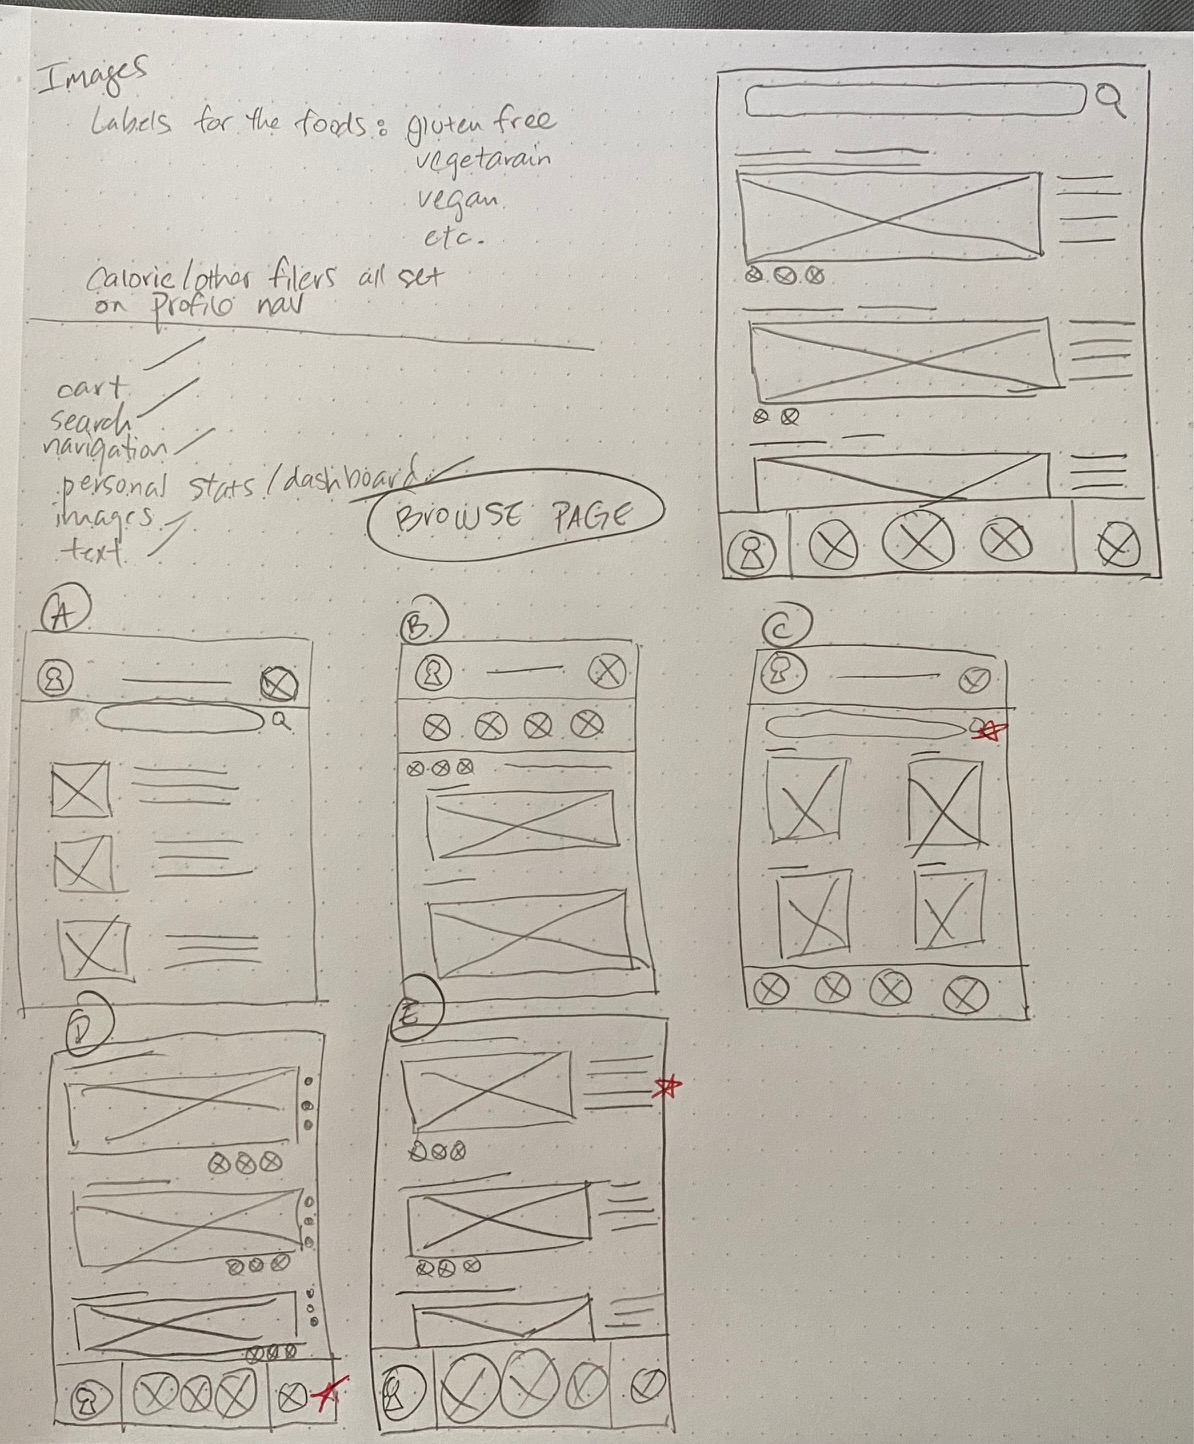 Images
Labels for the foods: gluten free
vegetarain
vegan
etc.
Calorie/other filers all set
on Profile nav
cart
search
navigation
personal stats/dashboard
images
text
BROWSE PAGE
A
B
C
D
E